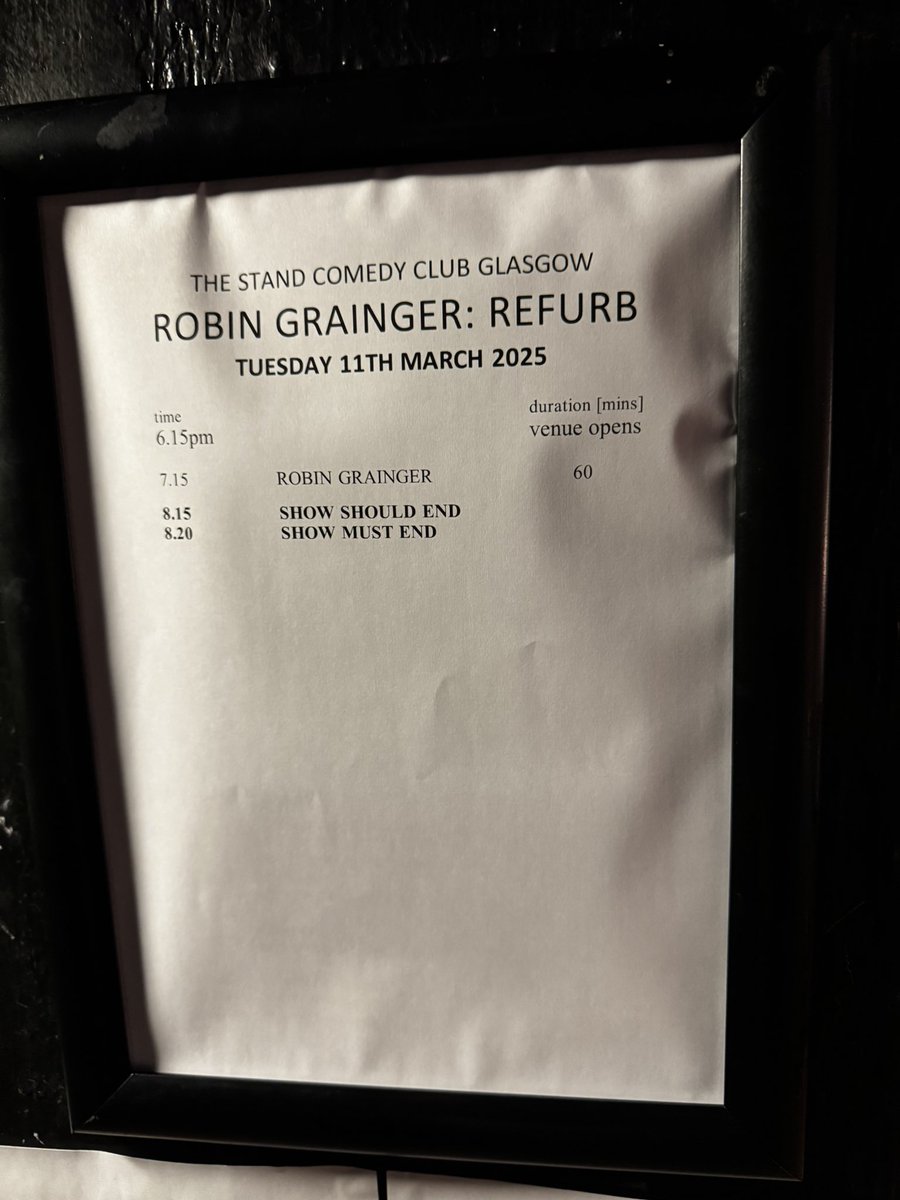 THE STAND COMEDY CLUB GLASGOW
ROBIN GRAINGER: REFURB
TUESDAY 11TH MARCH 2025
time duration [mins]
6.15pm venue opens
7.15 ROBIN GRAINGER 60
8.15 SHOW SHOULD END
8.20 SHOW MUST END